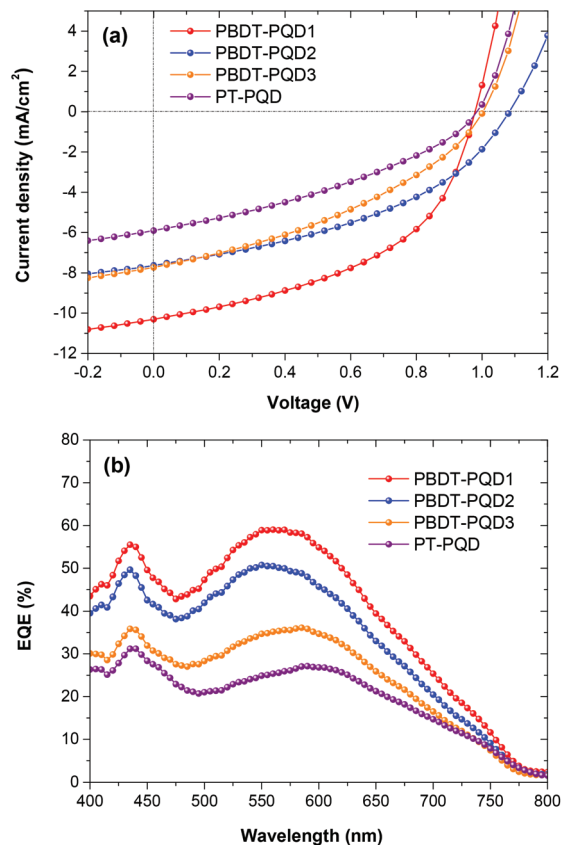 (a)
PBDT-PQD1
PBDT-PQD2
PBDT-PQD3
PT-PQD
Current density (mA/cm²)
4
2
0
-2
-4
-6
-8
-10
-12
-0.2 0.0 0.2 0.4 0.6 0.8 1.0 1.2
Voltage (V)
(b)
PBDT-PQD1
PBDT-PQD2
PBDT-PQD3
PT-PQD
EQE (%)
80
70
60
50
40
30
20
10
0
400 450 500 550 600 650 700 750 800
Wavelength (nm)